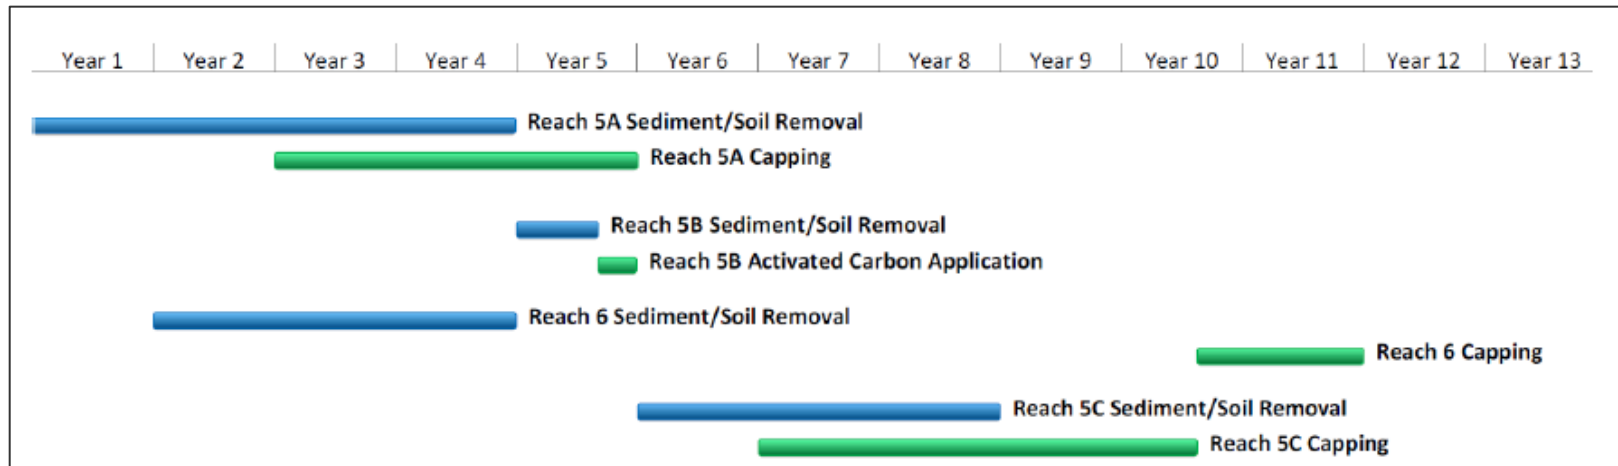 Year 1 Year 2 Year 3 Year 4 Year 5 Year 6 Year 7 Year 8 Year 9 Year 10 Year 11 Year 12 Year 13
Reach 5A Sediment/Soil Removal
Reach 5A Capping
Reach 5B Sediment/Soil Removal
Reach 5B Activated Carbon Application
Reach 6 Sediment/Soil Removal
Reach 6 Capping
Reach 5C Sediment/Soil Removal
Reach 5C Capping